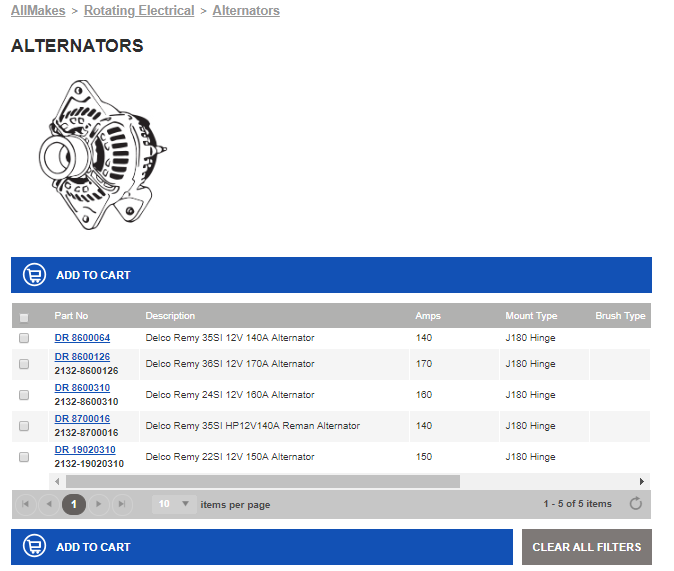 AllMakes > Rotating Electrical > Alternators
ALTERNATORS
ADD TO CART
Part No Description Amps Mount Type Brush Type
DR 8600064 Delco Remy 35SI 12V 140A Alternator 140 J180 Hinge
DR 8600126
2132-8600126 Delco Remy 36SI 12V 170A Alternator 170 J180 Hinge
DR 8600310
2132-8600310 Delco Remy 24SI 12V 160A Alternator 160 J180 Hinge
DR 8700016
2132-8700016 Delco Remy 35SI HP12V140A Reman Alternator 140 J180 Hinge
DR 19020310
2132-19020310 Delco Remy 22SI 12V 150A Alternator 150 J180 Hinge
1 10 items per page 1 - 5 of 5 items
ADD TO CART CLEAR ALL FILTERS